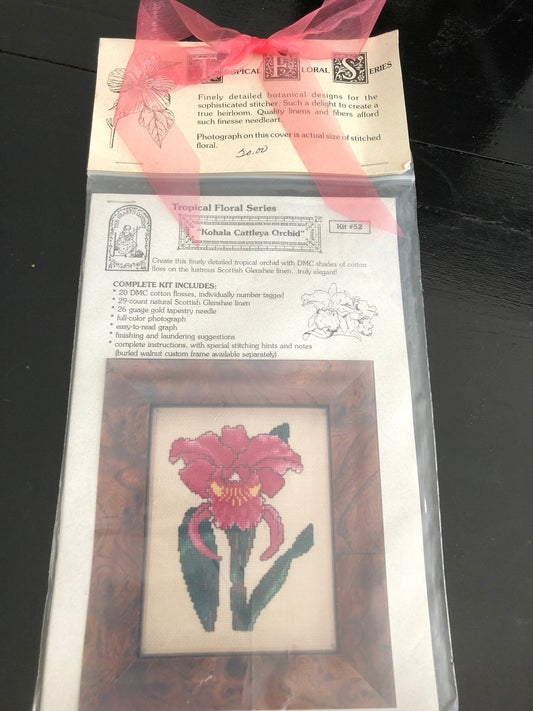 TROPICAL FLORAL SERIES
Finely detailed botanical designs for the
sophisticated stitcher. Such a delight to create a
true heirloom. Quality linens and fibers afford
such finesse needleart.
Photograph on this cover is actual size of stitched
floral.
50.00
Tropical Floral Series
"Kohala Cattleya Orchid"
Kit #52
Create this finely detailed tropical orchid with DMC shades of cotton
floss on the lustrous Scottish Glenshee linen...truly elegant!
COMPLETE KIT INCLUDES:
* 20 DMC cotton flosses, individually number tagged
* 29-count natural Scottish Glenshee linen
* 26 guage gold tapestry needle
* full-color photograph
* easy-to-read graph
* finishing and laundering suggestions
* complete instructions, with special stitching hints and notes
(burled walnut custom frame available separately)